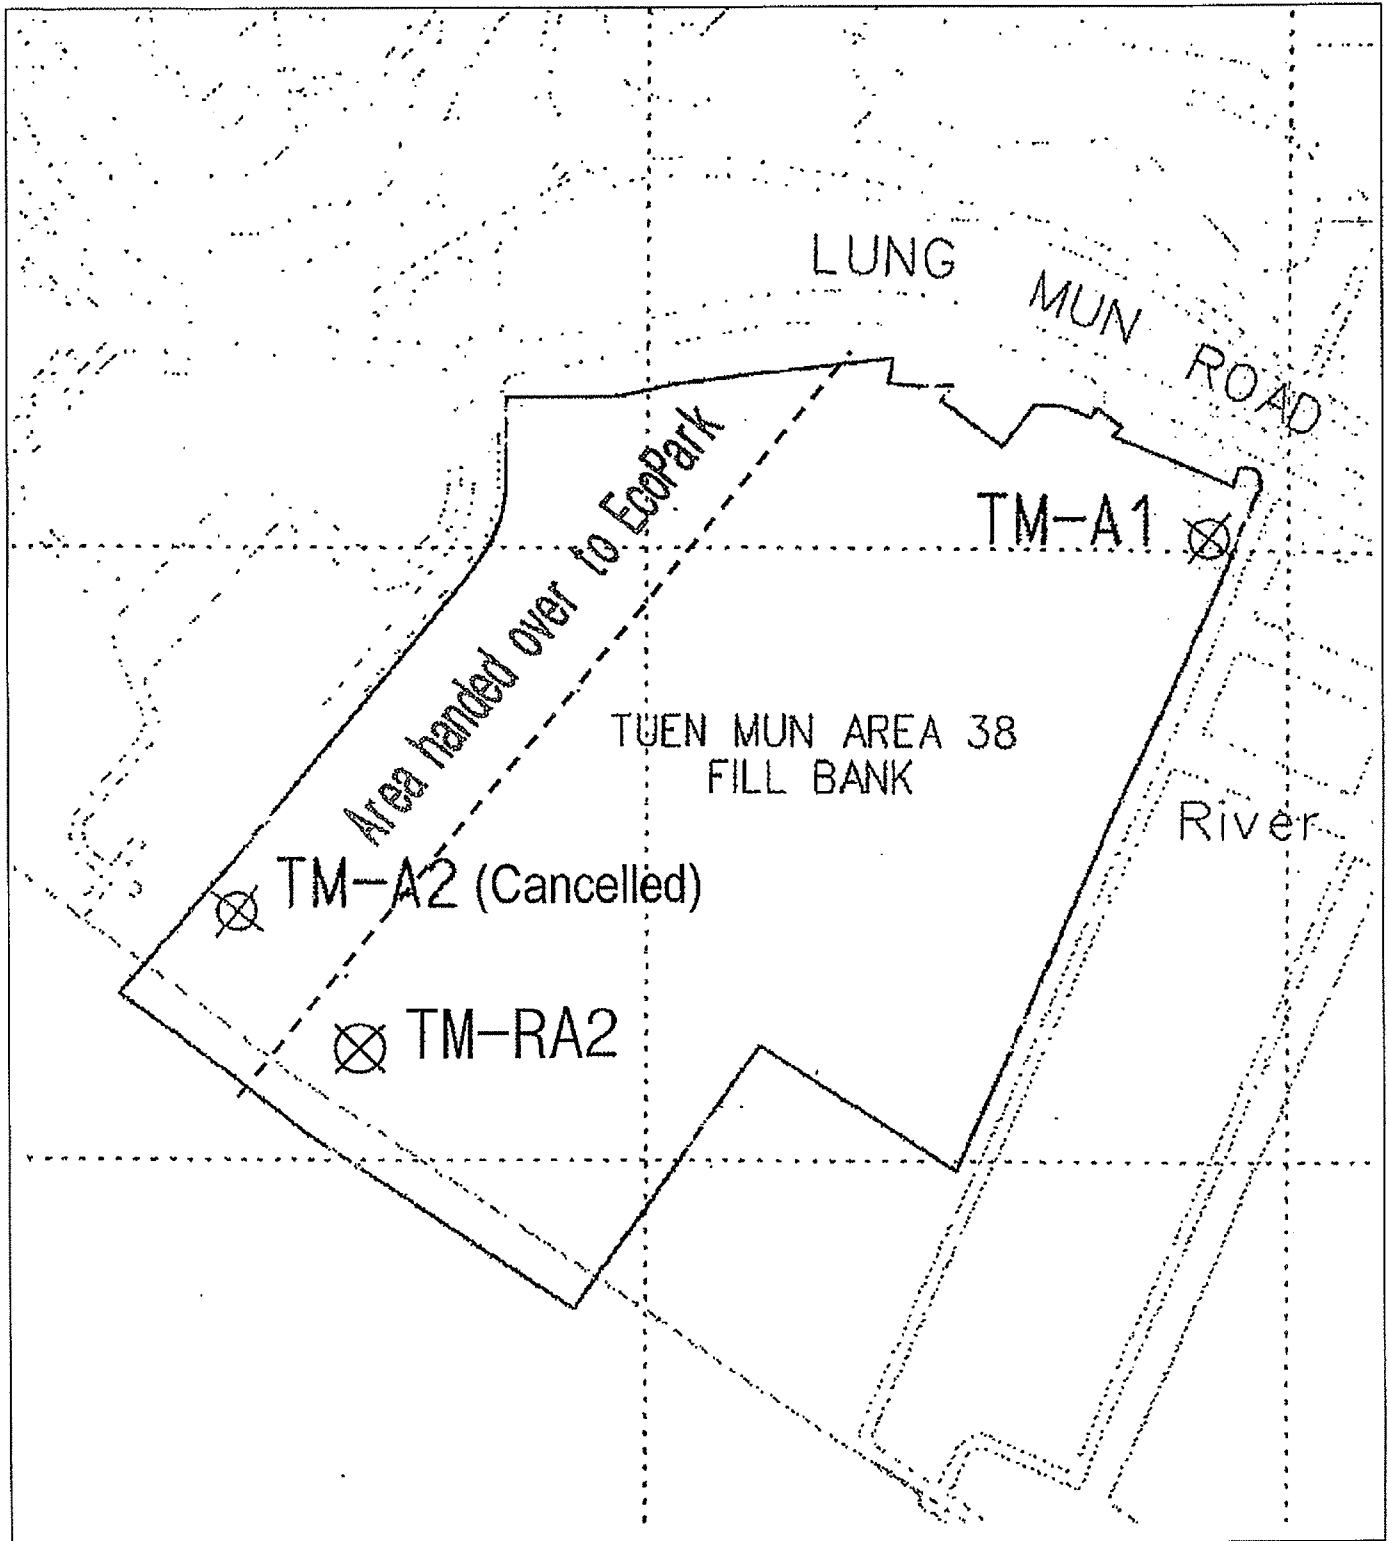 LUNG MUN ROAD
Area handed over to EcoPark
TM-A1
TUEN MUN AREA 38
FILL BANK
River
TM-A2 (Cancelled)
TM-RA2